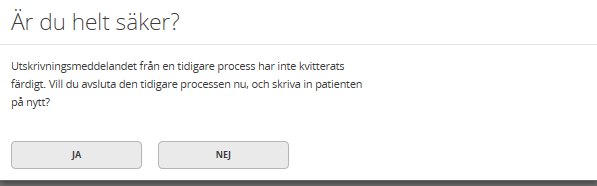 Är du helt säker?
Utskrivningsmeddelandet från en tidigare process har inte kvitterats
färdigt. Vill du avsluta den tidigare processen nu, och skriva in patienten
på nytt?
JA
NEJ